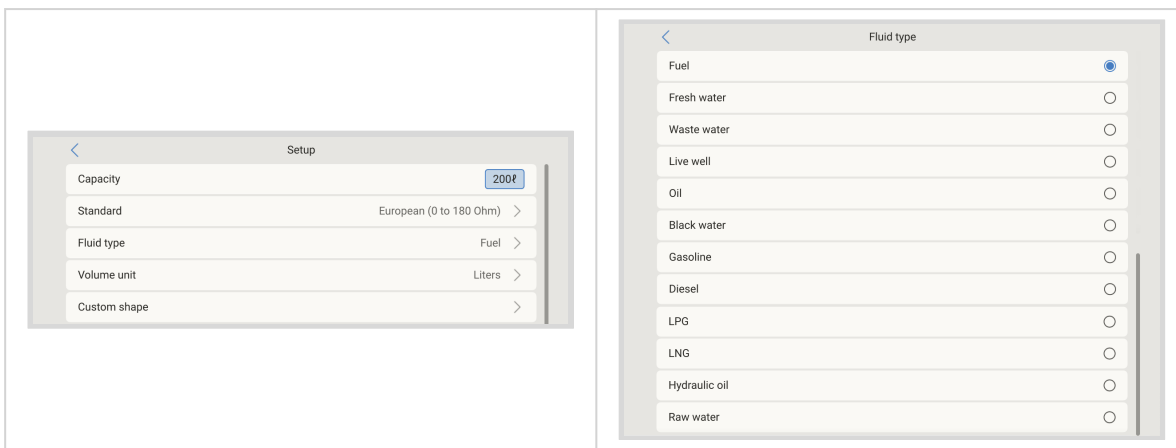 Setup
Capacity 200ℓ
Standard European (0 to 180 Ohm)
Fluid type Fuel
Volume unit Liters
Custom shape
Fluid type
Fuel
Fresh water
Waste water
Live well
Oil
Black water
Gasoline
Diesel
LPG
LNG
Hydraulic oil
Raw water